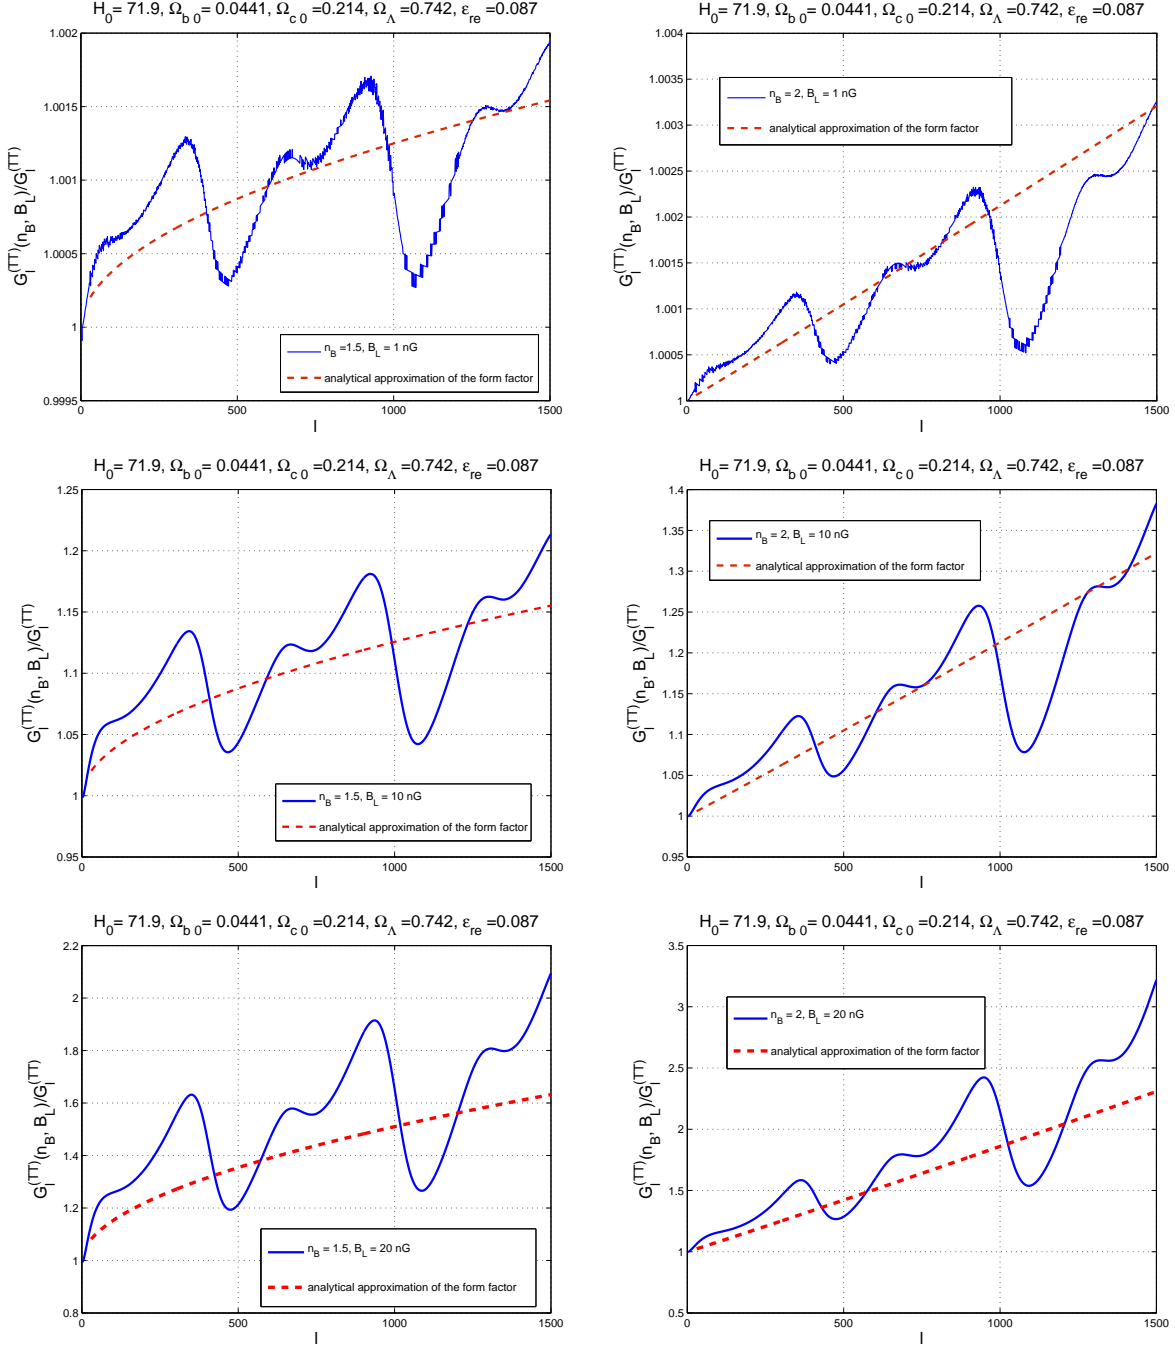 H0= 71.9, Ωb 0= 0.0441, Ωc 0 =0.214, ΩΛ =0.742, εre =0.087
1.002
1.0015
1.001
1.0005
1
0.9995
Gl(TT)(nB, BL)/Gl(TT)
nB =1.5, BL = 1 nG
analytical approximation of the form factor
0 500 1000 1500
l
H0= 71.9, Ωb 0= 0.0441, Ωc 0 =0.214, ΩΛ =0.742, εre =0.087
1.004
1.0035
1.003
1.0025
1.002
1.0015
1.001
1.0005
1
Gl(TT)(nB, BL)/Gl(TT)
nB = 2, BL = 1 nG
analytical approximation of the form factor
0 500 1000 1500
l
H0= 71.9, Ωb 0= 0.0441, Ωc 0 =0.214, ΩΛ =0.742, εre =0.087
1.25
1.2
1.15
1.1
1.05
1
0.95
Gl(TT)(nB, BL)/Gl(TT)
nB = 1.5, BL = 10 nG
analytical approximation of the form factor
0 500 1000 1500
l
H0= 71.9, Ωb 0= 0.0441, Ωc 0 =0.214, ΩΛ =0.742, εre =0.087
1.4
1.35
1.3
1.25
1.2
1.15
1.1
1.05
1
0.95
Gl(TT)(nB, BL)/Gl(TT)
nB = 2, BL = 10 nG
analytical approximation of the form factor
0 500 1000 1500
l
H0= 71.9, Ωb 0= 0.0441, Ωc 0 =0.214, ΩΛ =0.742, εre =0.087
2.2
2
1.8
1.6
1.4
1.2
1
0.8
Gl(TT)(nB, BL)/Gl(TT)
nB = 1.5, BL = 20 nG
analytical approximation of the form factor
0 500 1000 1500
l
H0= 71.9, Ωb 0= 0.0441, Ωc 0 =0.214, ΩΛ =0.742, εre =0.087
3.5
3
2.5
2
1.5
1
0.5
Gl(TT)(nB, BL)/Gl(TT)
nB = 2, BL = 20 nG
analytical approximation of the form factor
0 500 1000 1500
l